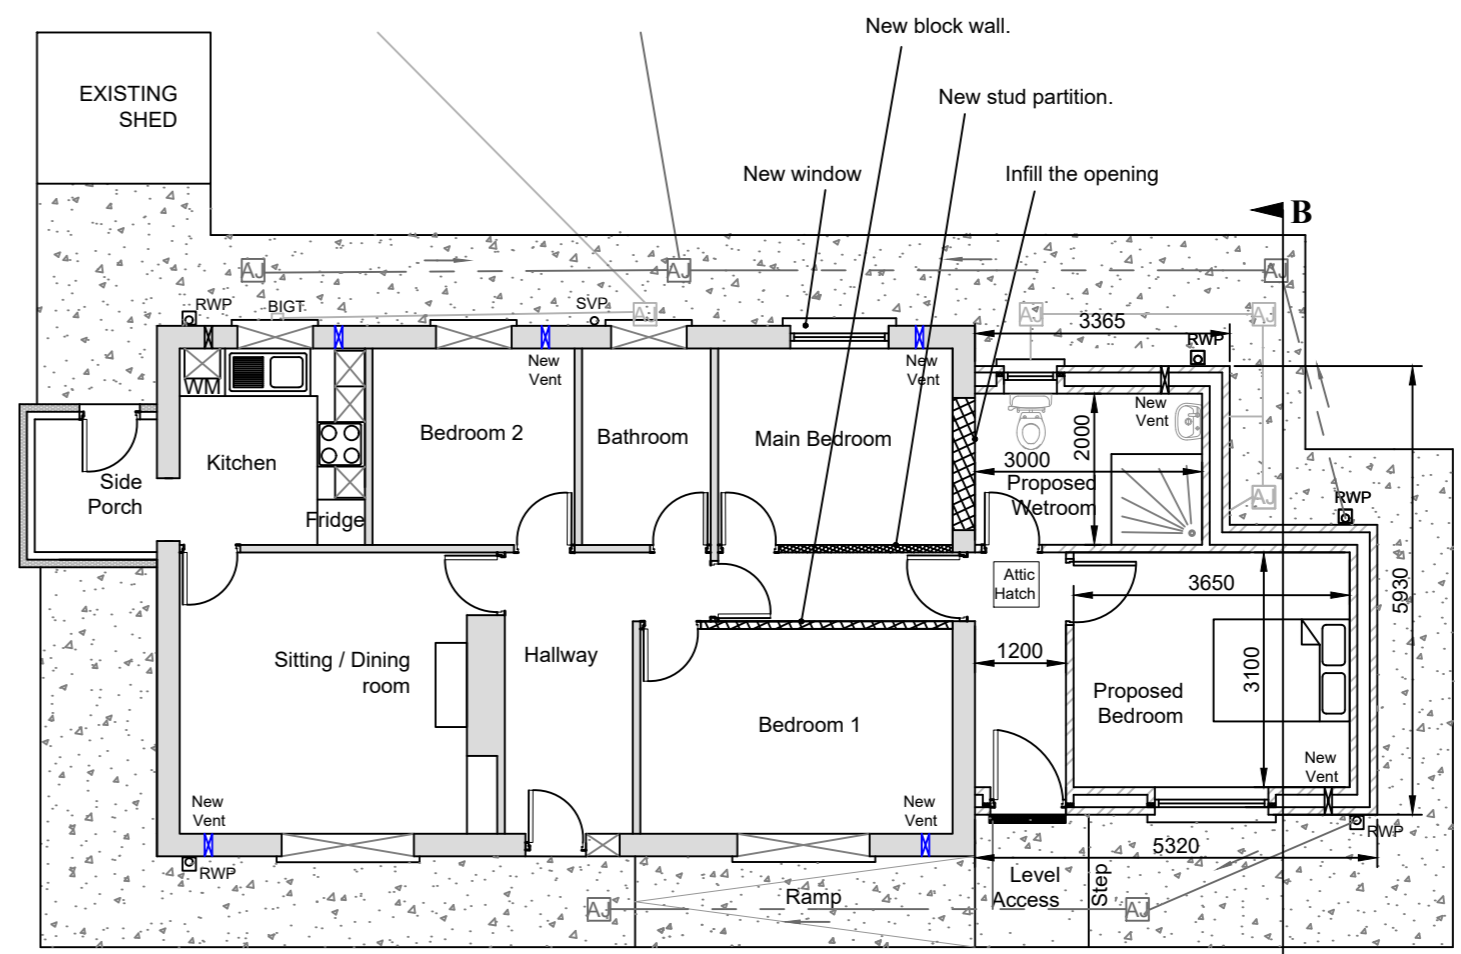 New block wall.
EXISTING
SHED
New stud partition.
New window
Infill the opening
B
AJ
AJ
AJ
RWP
BIGT
SVP
AJ
AJ
AJ
3365
RWP
WM
New
Vent
New
Vent
New
Vent
2000
Bedroom 2
Bathroom
Main Bedroom
Kitchen
3000
Side
Porch
Proposed
Wetroom
AJ
RWP
Fridge
Attic
Hatch
3650
5930
Sitting / Dining
room
Hallway
1200
3100
Proposed
Bedroom
Bedroom 1
New
Vent
New
Vent
New
Vent
RWP
RWP
5320
Level
Access
Step
Ramp
AJ
AJ